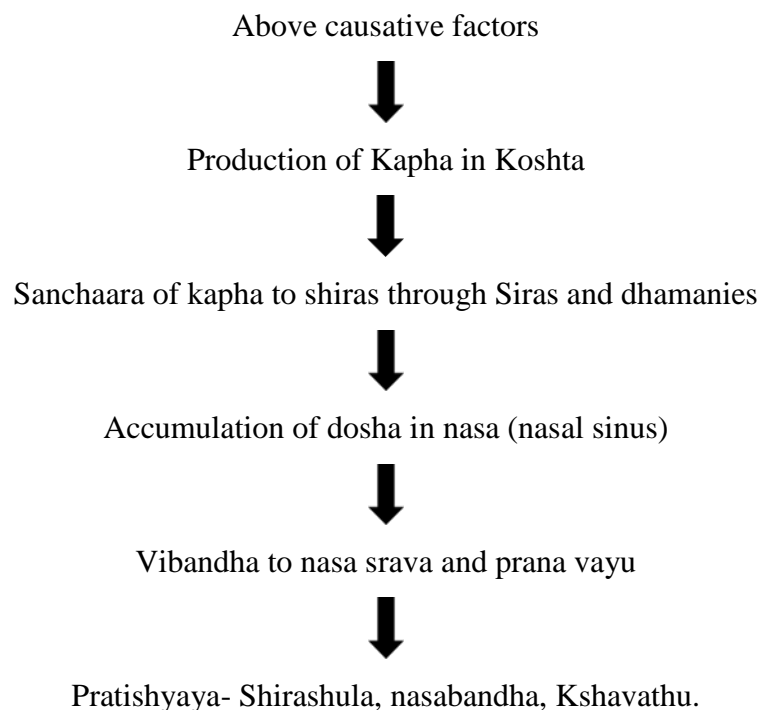 Above causative factors
Production of Kapha in Koshta
Sanchaara of kapha to shiras through Siras and dhamanies
Accumulation of dosha in nasa (nasal sinus)
Vibandha to nasa srava and prana vayu
Pratishyaya- Shirashula, nasabandha, Kshavathu.